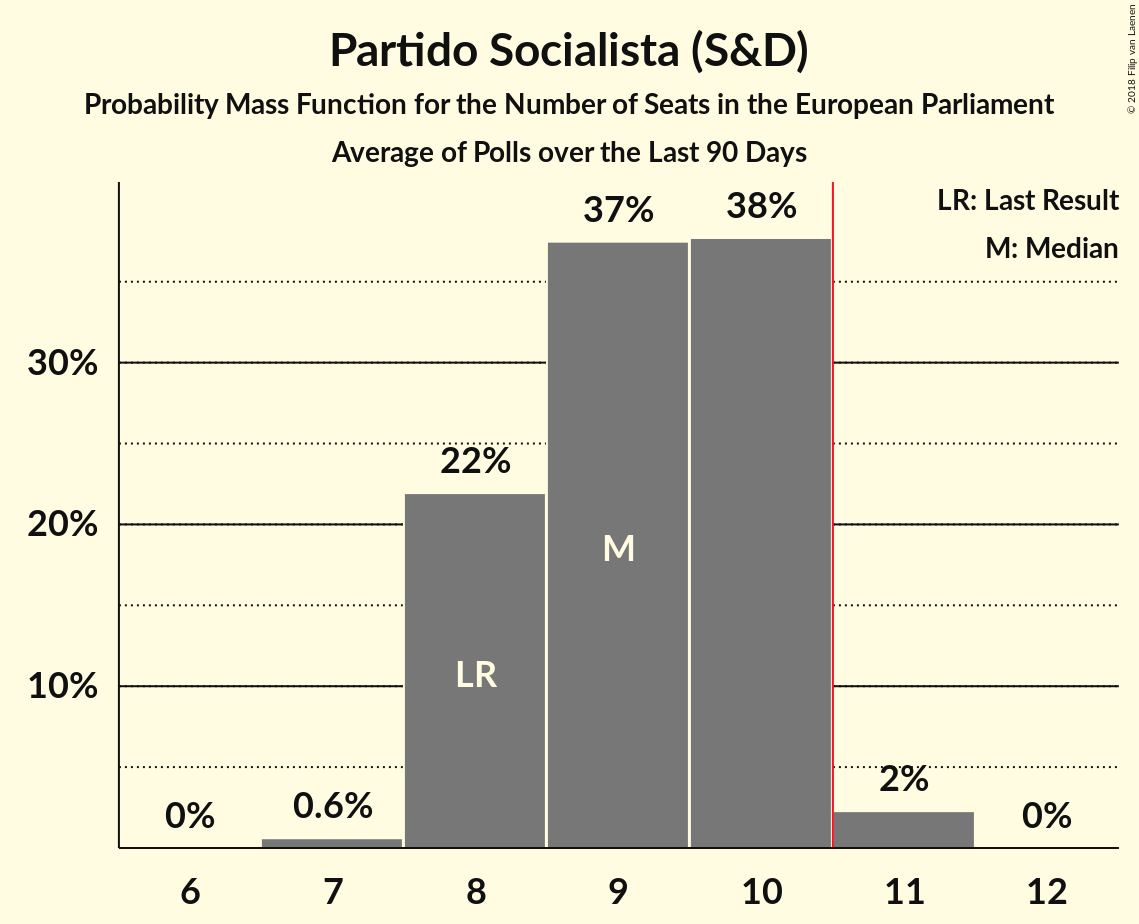 Partido Socialista (S&D)
Probability Mass Function for the Number of Seats in the European Parliament
Average of Polls over the Last 90 Days
© 2018 Filip van Laenen
LR: Last Result
M: Median
37%
38%
30%
22%
20%
M
LR
10%
0%
0.6%
2%
0%
6 7 8 9 10 11 12